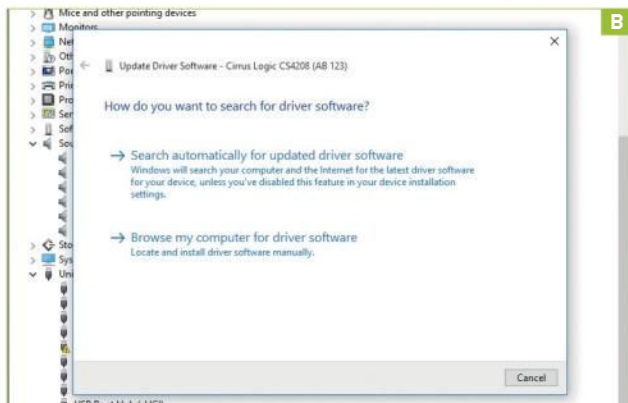 Mice and other pointing devices
B
Monitors
Update Driver Software - Cirrus Logic CS4208 (AB 123)
How do you want to search for driver software?
→ Search automatically for updated driver software
Windows will search your computer and the Internet for the latest driver software
for your device, unless you've disabled this feature in your device installation
settings.
→ Browse my computer for driver software
Locate and install driver software manually.
Cancel